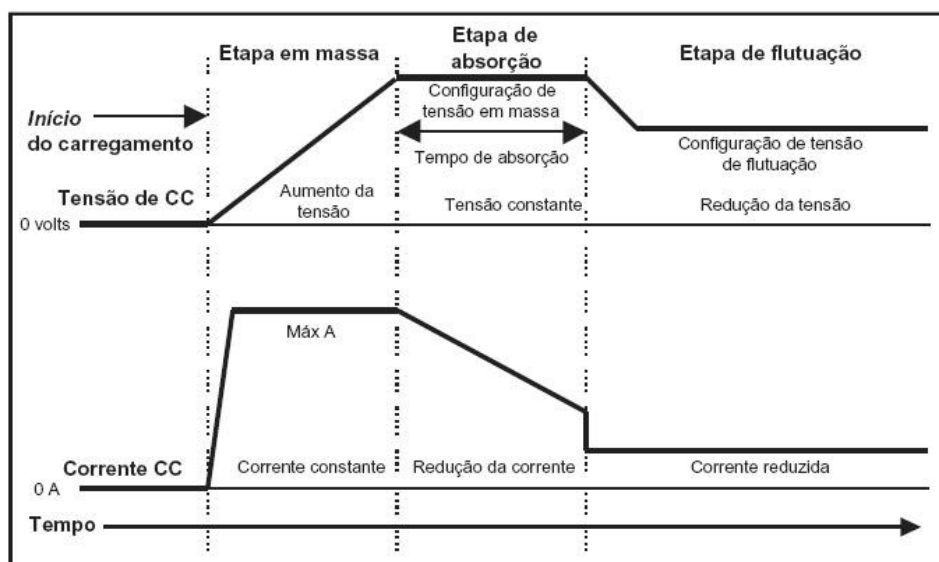 Etapa em massa
Etapa de
absorção
Etapa de flutuação
Início
do carregamento
Configuração de
tensão em massa
Tempo de absorção
Configuração de tensão
de flutuação
Tensão de CC
0 volts
Aumento da
tensão
Tensão constante
Redução da tensão
Máx A
Corrente CC
0 A
Corrente constante
Redução da corrente
Corrente reduzida
Tempo